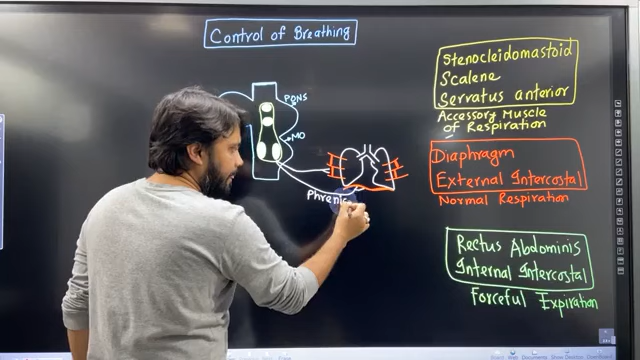 Control of Breathing
PONS
MO
Phrenic
Stenocleidomastoid
Scalene
Serratus anterior
Accessory Muscle
of Respiration
Diaphragm
External Intercostal
Normal Respiration
Rectus Abdominis
Internal Intercostal
Forceful Expiration